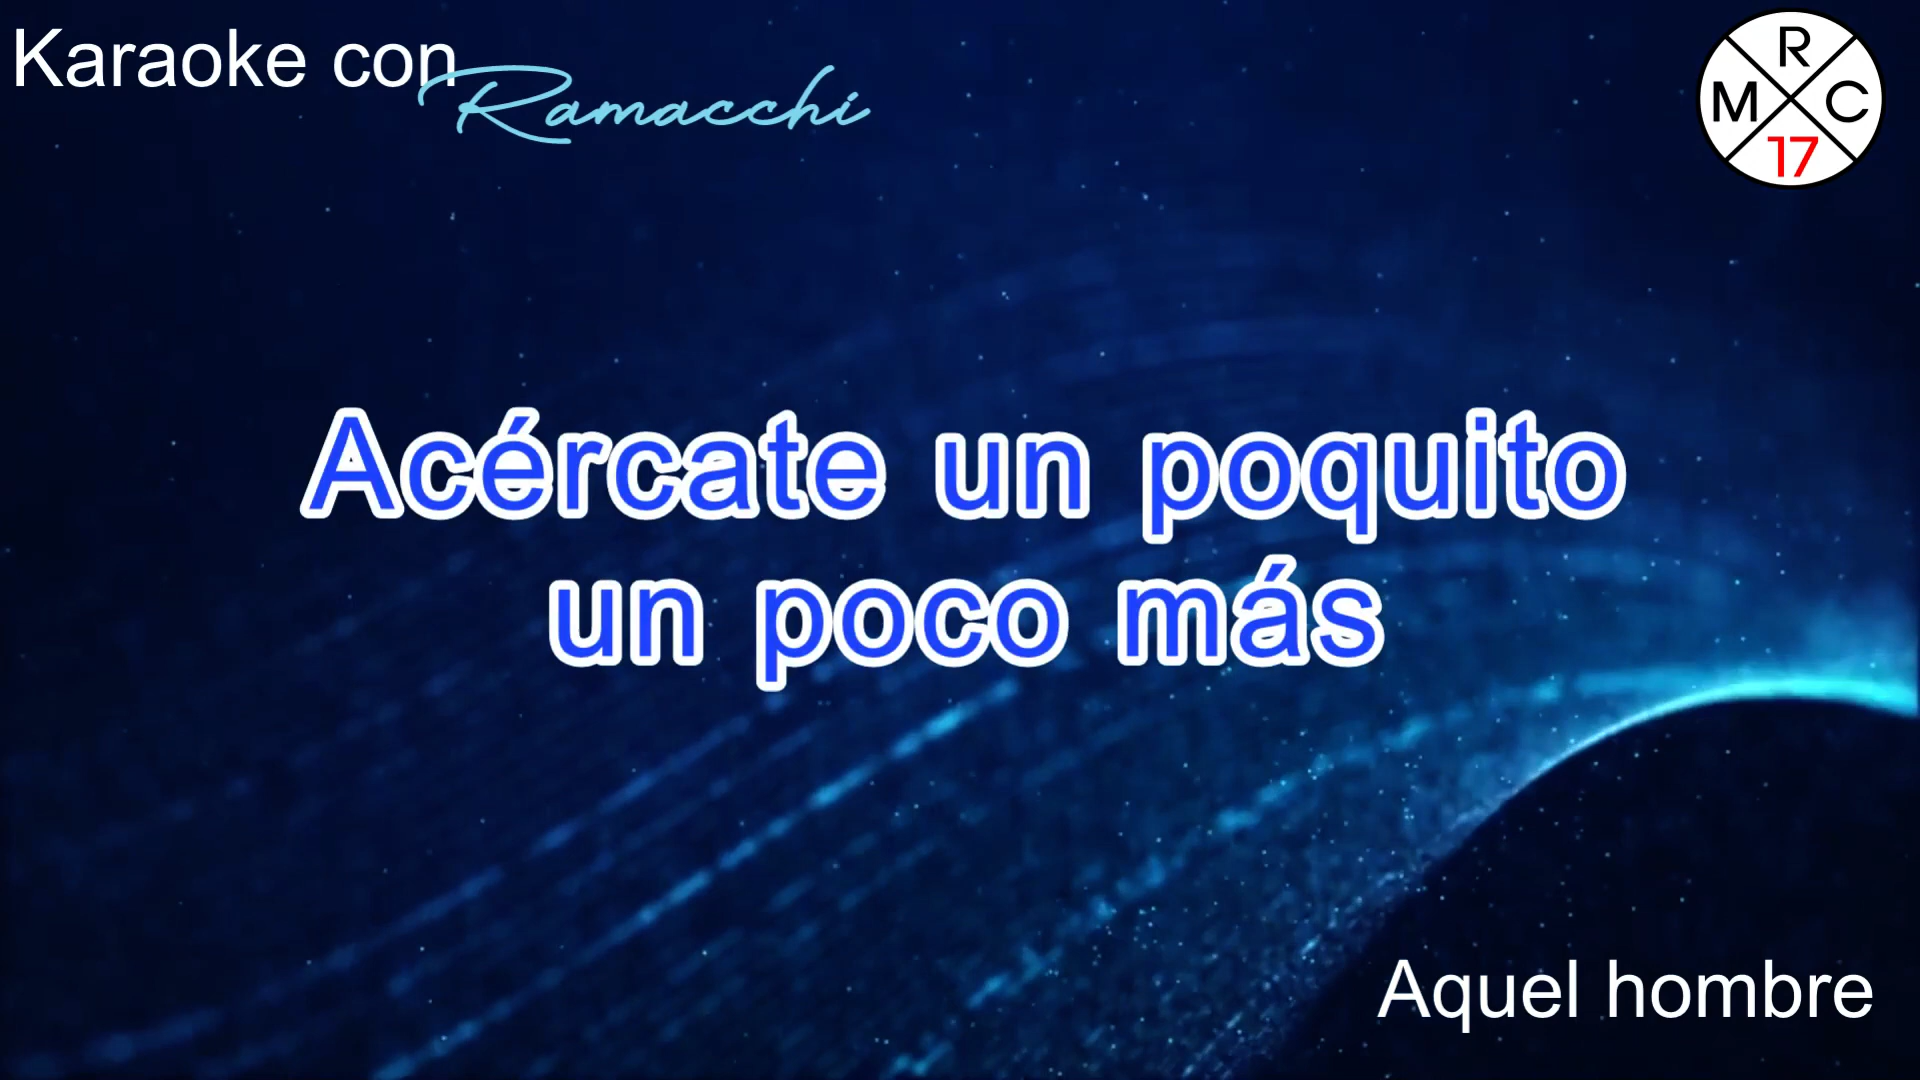 Karaoke con
Ramacchi
R
M C
17
Acércate un poquito
un poco más
Aquel hombre